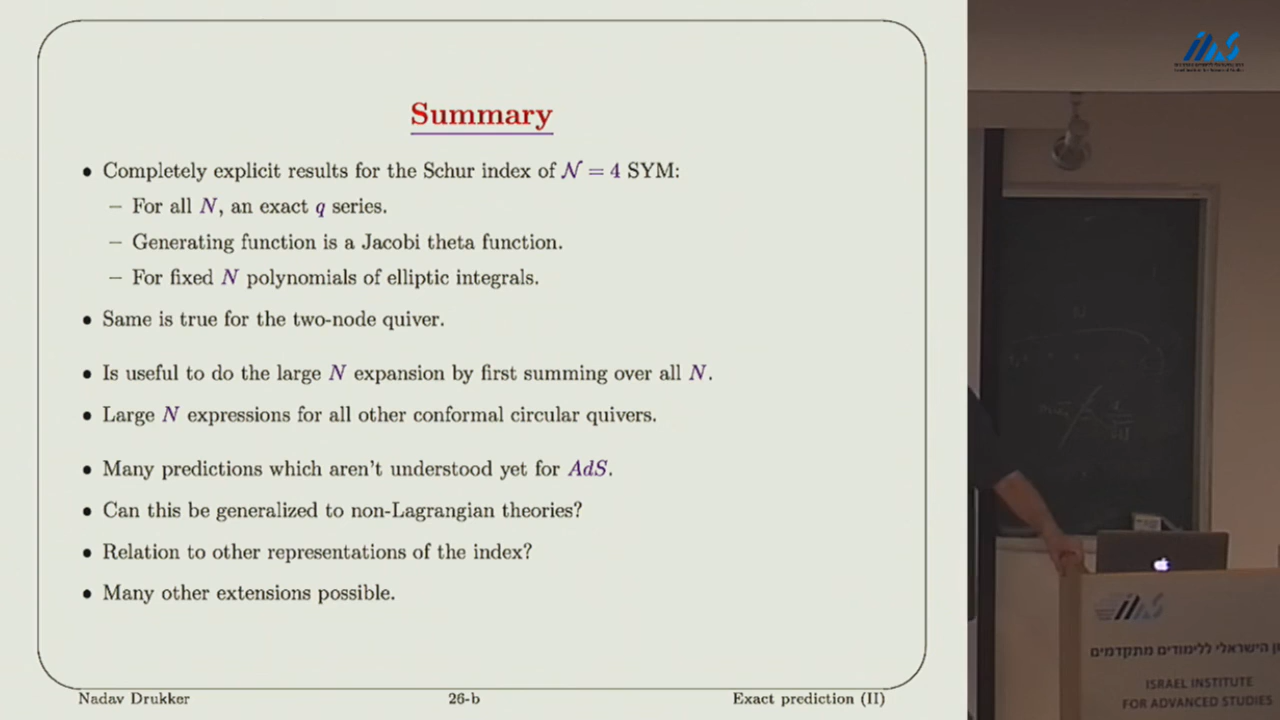 Summary
• Completely explicit results for the Schur index of 𝒩 = 4 SYM:
– For all N, an exact q series.
– Generating function is a Jacobi theta function.
– For fixed N polynomials of elliptic integrals.
• Same is true for the two-node quiver.
• Is useful to do the large N expansion by first summing over all N.
• Large N expressions for all other conformal circular quivers.
• Many predictions which aren't understood yet for AdS.
• Can this be generalized to non-Lagrangian theories?
• Relation to other representations of the index?
• Many other extensions possible.
Nadav Drukker 26-b Exact prediction (II)
הישראלי ללימודים מתקדמים
ISRAEL INSTITUTE
FOR ADVANCED STUDIES